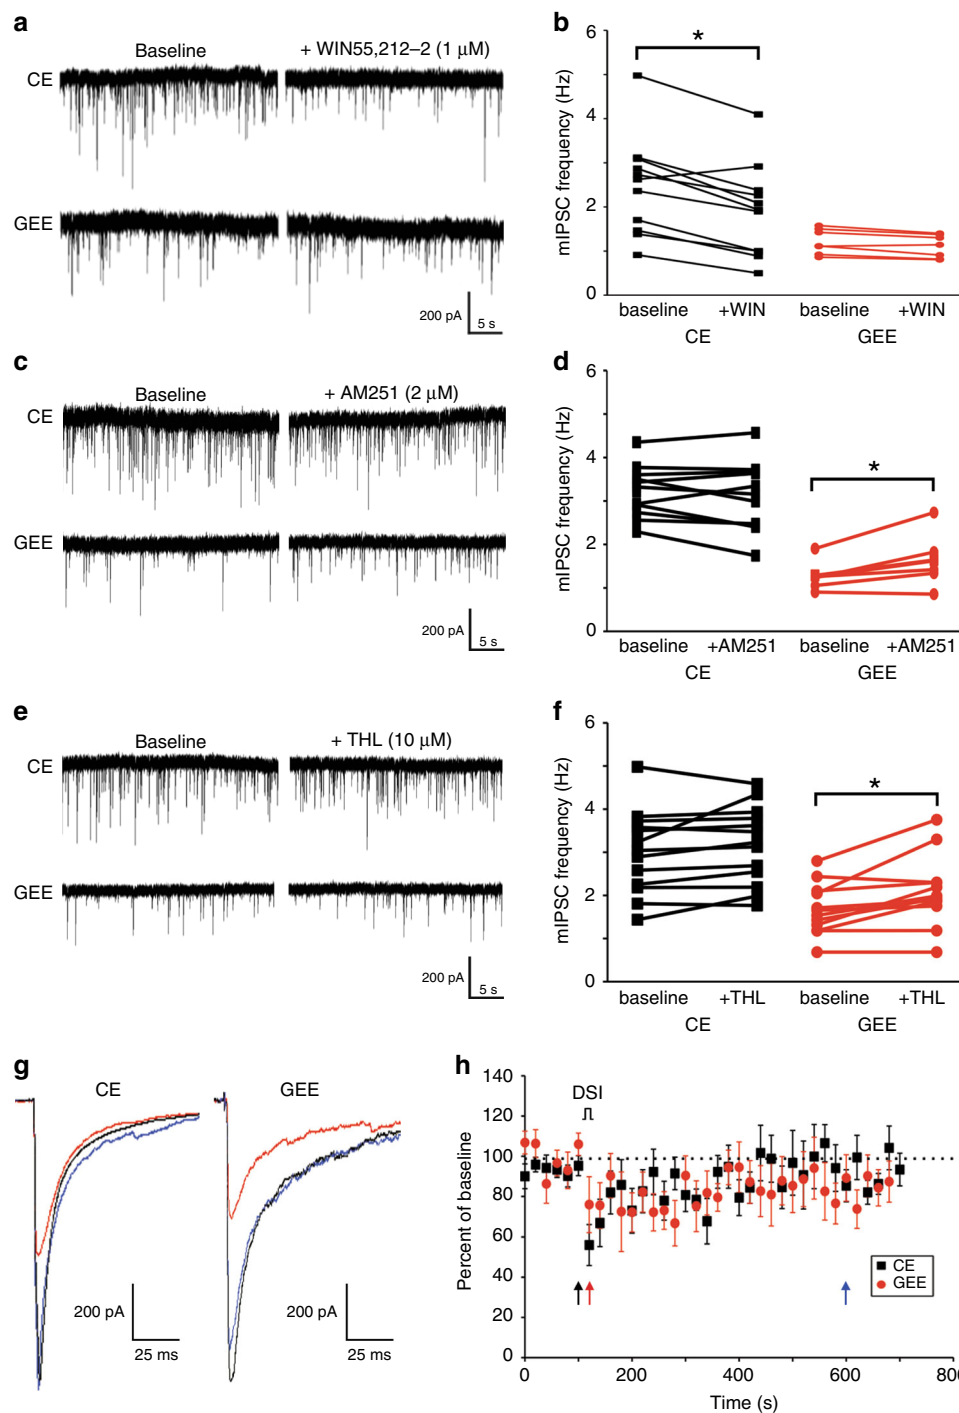 a
Baseline
+ WIN55,212–2 (1 μM)
CE
GEE
200 pA
5 s
b
mIPSC frequency (Hz)
6
4
2
0
*
baseline
+WIN
baseline
+WIN
CE
GEE
c
Baseline
+ AM251 (2 μM)
CE
GEE
200 pA
5 s
d
mIPSC frequency (Hz)
6
4
2
0
*
baseline
+AM251
baseline
+AM251
CE
GEE
e
Baseline
+ THL (10 μM)
CE
GEE
200 pA
5 s
f
mIPSC frequency (Hz)
6
4
2
0
*
baseline
+THL
baseline
+THL
CE
GEE
g
CE
GEE
200 pA
25 ms
200 pA
25 ms
h
Percent of baseline
140
120
100
80
60
40
20
0
DSI
CE
GEE
0
200
400
600
800
Time (s)